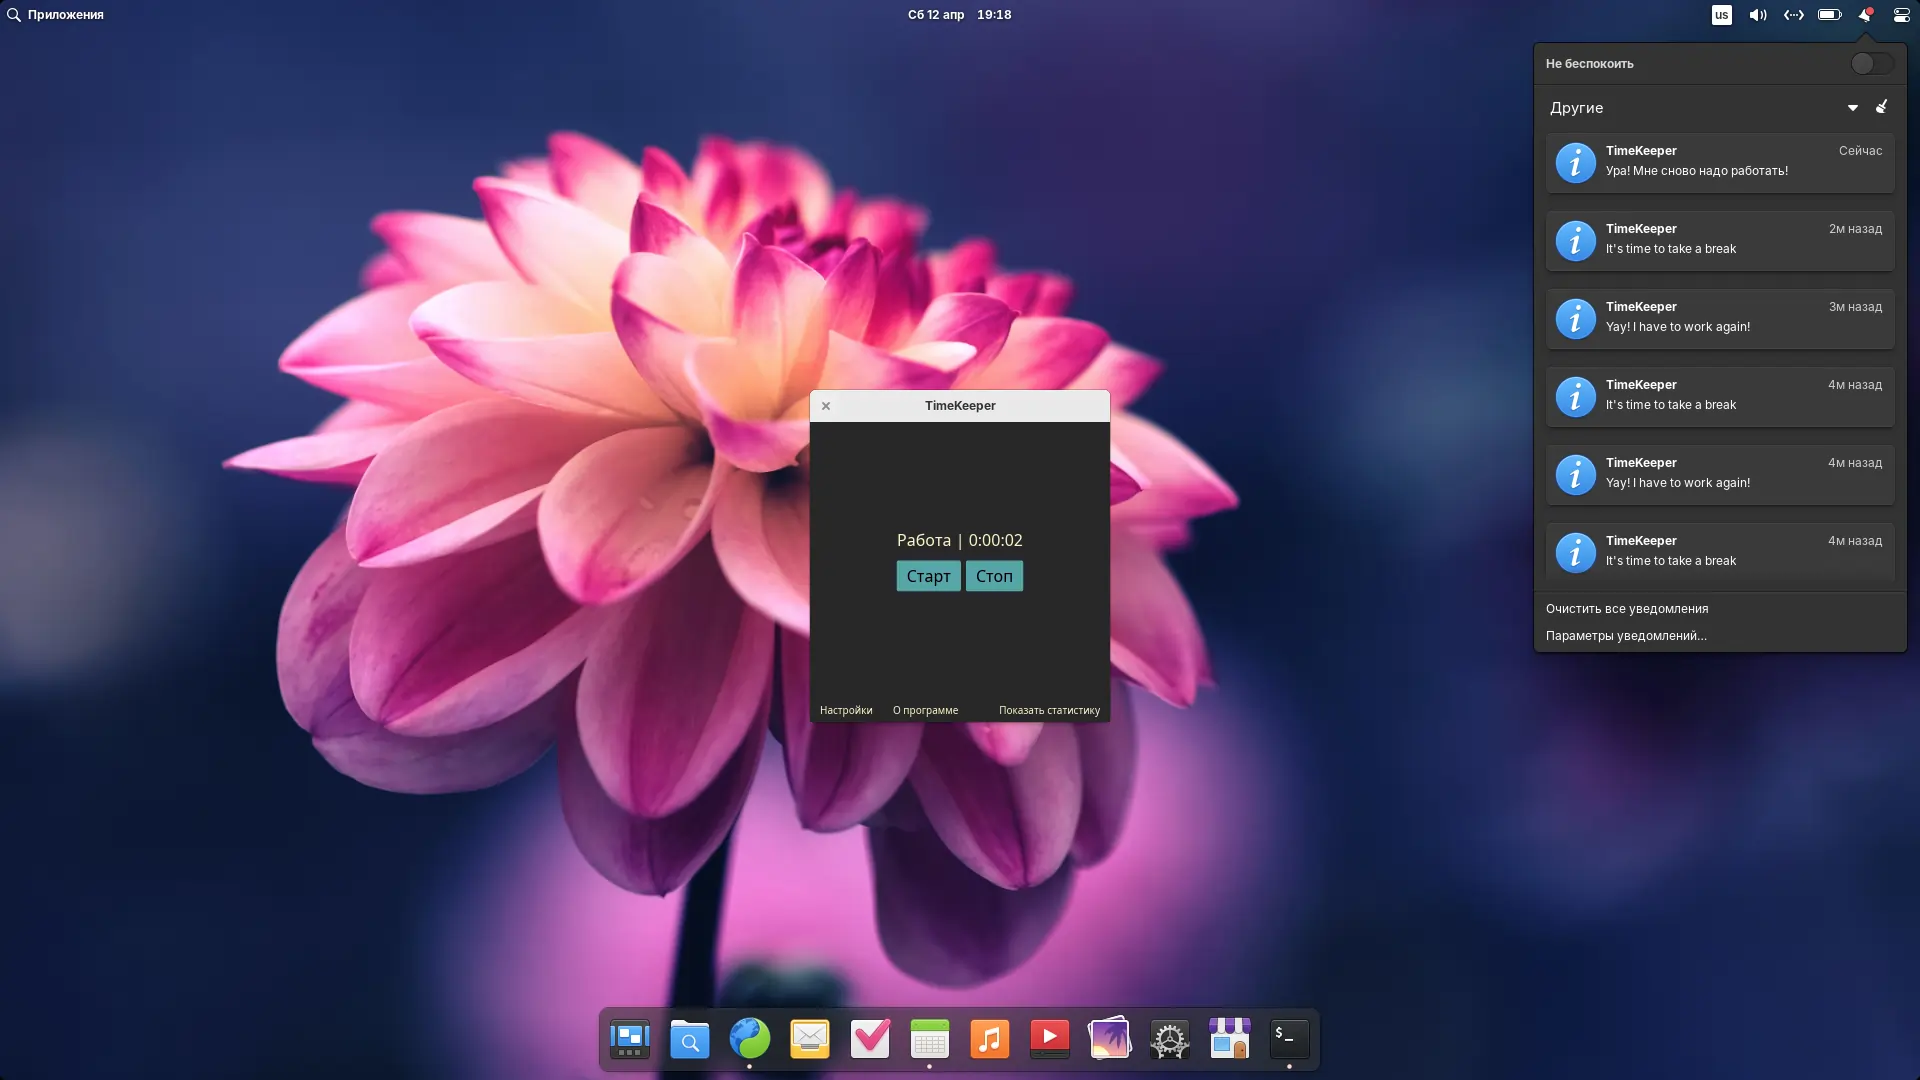 Приложения
Сб 12 апр 19:18
us
Не беспокоить
Другие
TimeKeeper Сейчас
Ура! Мне сново надо работать!
TimeKeeper 2м назад
It's time to take a break
TimeKeeper 3м назад
Yay! I have to work again!
TimeKeeper 4м назад
It's time to take a break
TimeKeeper 4м назад
Yay! I have to work again!
TimeKeeper 4м назад
It's time to take a break
Очистить все уведомления
Параметры уведомлений...
TimeKeeper
Работа | 0:00:02
Старт Стоп
Настройки О программе Показать статистику
$_